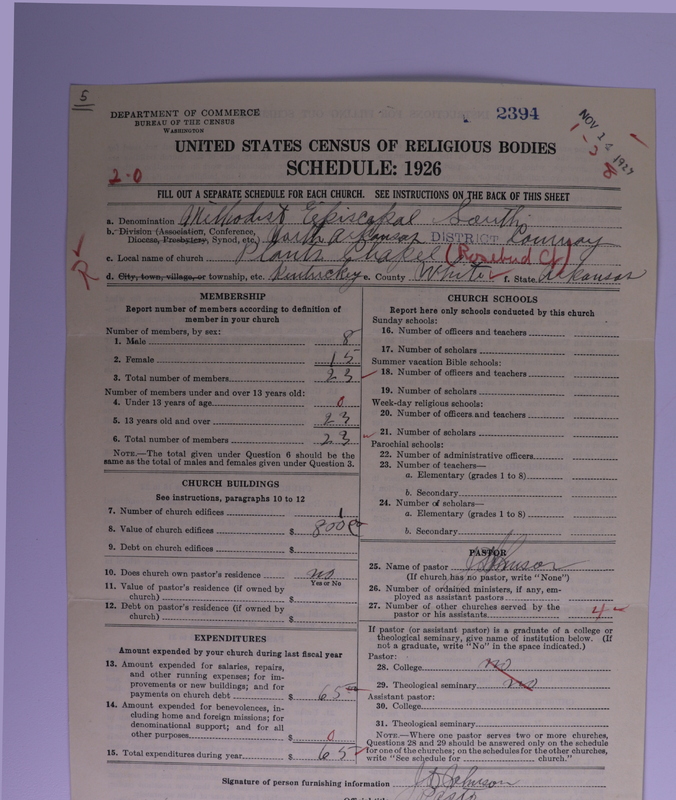 5
DEPARTMENT OF COMMERCE
BUREAU OF THE CENSUS
WASHINGTON
2394
NOV 14 1927
UNITED STATES CENSUS OF RELIGIOUS BODIES
SCHEDULE: 1926
2-0
FILL OUT A SEPARATE SCHEDULE FOR EACH CHURCH. SEE INSTRUCTIONS ON THE BACK OF THIS SHEET
a. Denomination Methodist Episcopal South
b. Division (Association, Conference, Diocese, Presbytery, Synod, etc.) North Arkansas DISTRICT
c. Local name of church Plants Chapel (Rosebud Ct)
R
d. City, town, village, or township, etc. Kentucky e. County White f. State Arkansas
MEMBERSHIP
Report number of members according to definition of
member in your church
Number of members, by sex:
1. Male 8
2. Female 15
3. Total number of members 23
Number of members under and over 13 years old:
4. Under 13 years of age 0
5. 13 years old and over 23
6. Total number of members 23
NOTE.—The total given under Question 6 should be the
same as the total of males and females given under Question 3.
CHURCH BUILDINGS
See instructions, paragraphs 10 to 12
7. Number of church edifices 1
8. Value of church edifices $ 800
9. Debt on church edifices $
10. Does church own pastor's residence no
Yes or No
11. Value of pastor's residence (if owned by
church) $
12. Debt on pastor's residence (if owned by
church) $
EXPENDITURES
Amount expended by your church during last fiscal year
13. Amount expended for salaries, repairs,
and other running expenses; for im-
provements or new buildings; and for
payments on church debt $ 65
14. Amount expended for benevolences, in-
cluding home and foreign missions; for
denominational support; and for all
other purposes $ 0
15. Total expenditures during year $ 65
CHURCH SCHOOLS
Report here only schools conducted by this church
Sunday schools:
16. Number of officers and teachers
17. Number of scholars
Summer vacation Bible schools:
18. Number of officers and teachers
19. Number of scholars
Week-day religious schools:
20. Number of officers and teachers
21. Number of scholars
Parochial schools:
22. Number of administrative officers
23. Number of teachers—
a. Elementary (grades 1 to 8)
b. Secondary
24. Number of scholars—
a. Elementary (grades 1 to 8)
b. Secondary
PASTOR
25. Name of pastor Johnson
(If church has no pastor, write "None")
26. Number of ordained ministers, if any, em-
ployed as assistant pastors
27. Number of other churches served by the
pastor or his assistants 4
If pastor (or assistant pastor) is a graduate of a college or
theological seminary, give name of institution below. (If
not a graduate, write "No" in the space indicated.)
Pastor:
28. College no
29. Theological seminary no
Assistant pastor:
30. College
31. Theological seminary
NOTE.—Where one pastor serves two or more churches,
Questions 28 and 29 should be answered only on the schedule
for one of the churches; on the schedules for the other churches,
write "See schedule for church."
Signature of person furnishing information Johnson
Official title Pastor